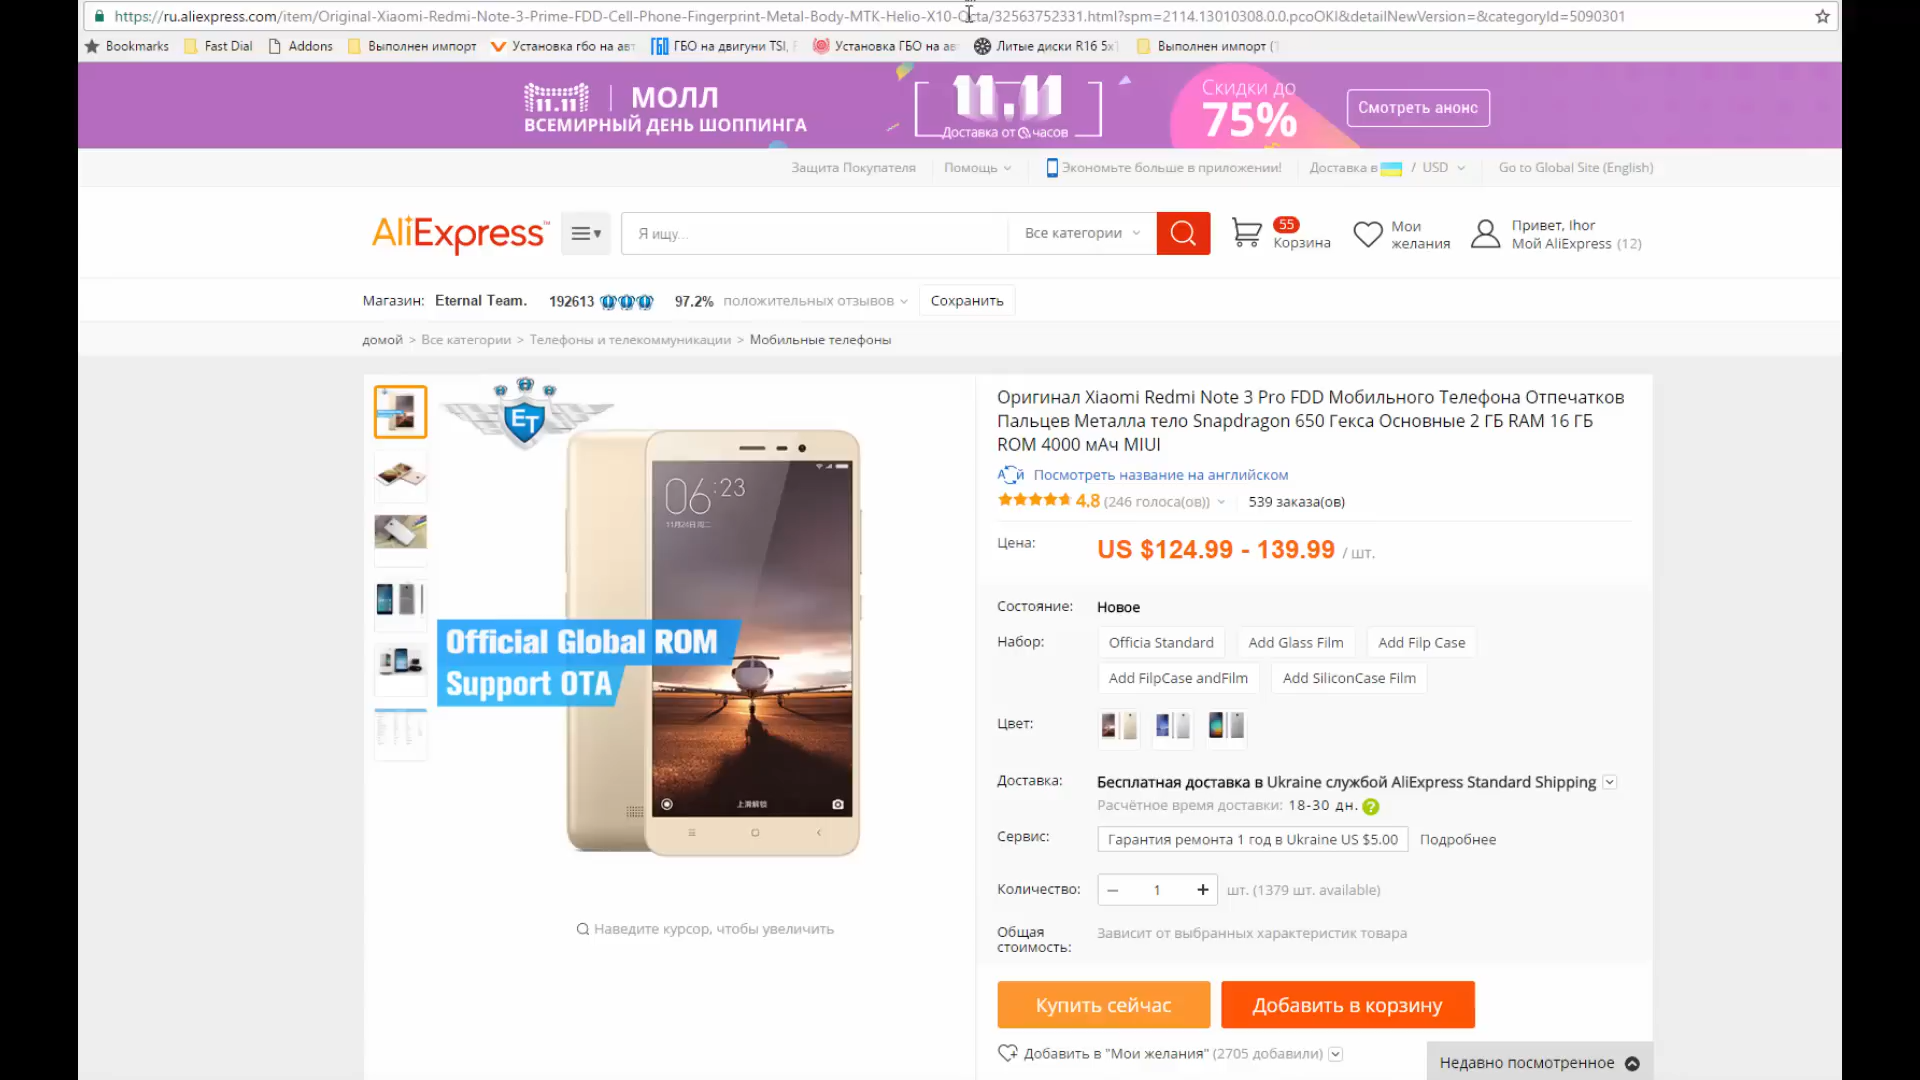 https://ru.aliexpress.com/item/Original-Xiaomi-Redmi-Note-3-Prime-FDD-Cell-Phone-Fingerprint-Metal-Body-MTK-Helio-X10-Octa/32563752331.html?spm=2114.13010308.0.0.pcoOKI&detailNewVersion=&categoryId=5090301
Bookmarks Fast Dial Addons Выполнен импорт Установка гбо на авт ГБО на двигуни TSI, F Установка ГБО на ав Литые диски R16 5x1 Выполнен импорт (1
11.11 МОЛЛ
ВСЕМИРНЫЙ ДЕНЬ ШОППИНГА
11.11
Доставка от часов
Скидки до
75%
Смотреть анонс
Защита Покупателя Помощь Экономьте больше в приложении! Доставка в / USD Go to Global Site (English)
AliExpress™
Я ищу...
Все категории
55
Корзина
Мои
желания
Привет, Ihor
Мой AliExpress (12)
Магазин: Eternal Team. 192613 97.2% положительных отзывов Сохранить
домой > Все категории > Телефоны и телекоммуникации > Мобильные телефоны
ET
06:23
Official Global ROM
Support OTA
Наведите курсор, чтобы увеличить
Оригинал Xiaomi Redmi Note 3 Pro FDD Мобильного Телефона Отпечатков
Пальцев Металла тело Snapdragon 650 Гекса Основные 2 ГБ RAM 16 ГБ
ROM 4000 мАч MIUI
Посмотреть название на английском
4.8 (246 голоса(ов)) 539 заказа(ов)
Цена: US $124.99 - 139.99 / шт.
Состояние: Новое
Набор: Officia Standard Add Glass Film Add Filp Case
Add FilpCase andFilm Add SiliconCase Film
Цвет:
Доставка: Бесплатная доставка в Ukraine службой AliExpress Standard Shipping
Расчётное время доставки: 18-30 дн. ?
Сервис: Гарантия ремонта 1 год в Ukraine US $5.00 Подробнее
Количество: − 1 + шт. (1379 шт. available)
Общая
стоимость: Зависит от выбранных характеристик товара
Купить сейчас Добавить в корзину
Добавить в "Мои желания" (2705 добавили)
Недавно посмотренное